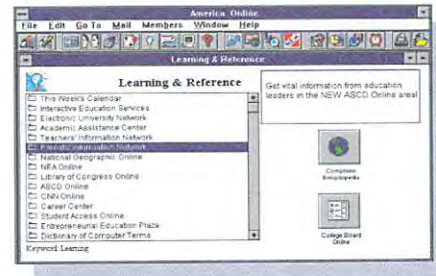 America Online
File Edit Go To Mail Members Window Help
Learning & Reference
Learning & Reference
This Week's Calendar
Interactive Education Services
Electronic University Network
Academic Assistance Center
Teachers' Information Network
Parents' Information Network
National Geographic Online
NEA Online
Library of Congress Online
ASCD Online
CNN Online
Career Center
Student Access Online
Entrepreneurial Education Plaza
Dictionary of Computer Terms
Keyword: Learning
Get vital information from education
leaders in the NEW ASCD Online area!
Comptons
Encyclopedia
College Board
Online